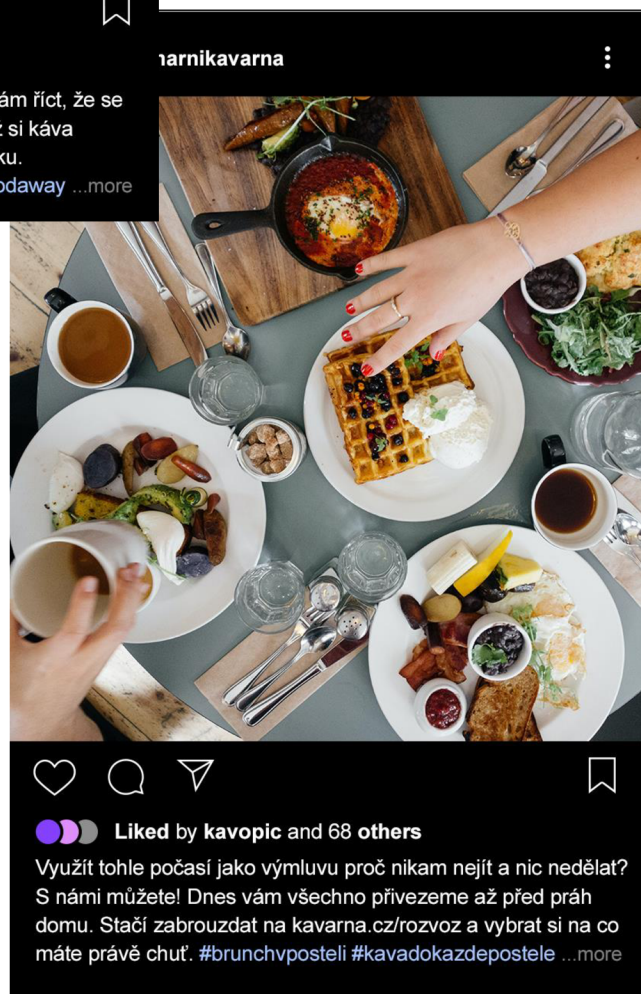 ám říct, že se
si káva
ku.
odaway ...more
narnikavarna
Liked by kavopic and 68 others
Využít tohle počasí jako výmluvu proč nikam nejít a nic nedělat?
S námi můžete! Dnes vám všechno přivezeme až před práh
domu. Stačí zabrouzdat na kavarna.cz/rozvoz a vybrat si na co
máte právě chuť. #brunchvposteli #kavadokazdepostele ...more